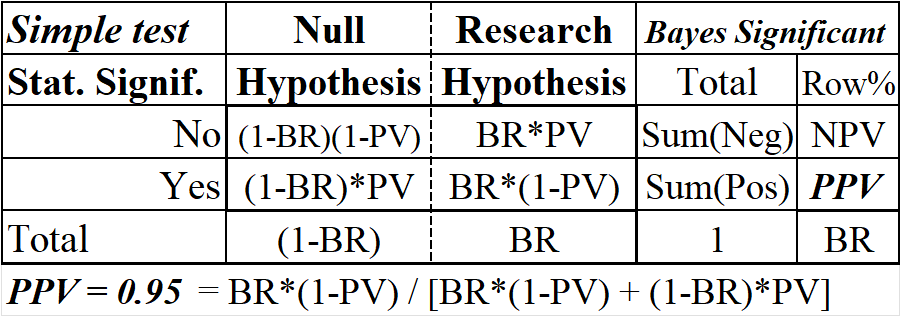 Simple test Null Research Bayes Significant
Stat. Signif. Hypothesis Hypothesis Total Row%
No (1-BR)(1-PV) BR*PV Sum(Neg) NPV
Yes (1-BR)*PV BR*(1-PV) Sum(Pos) PPV
Total (1-BR) BR 1 BR
PPV = 0.95 = BR*(1-PV) / [BR*(1-PV) + (1-BR)*PV]